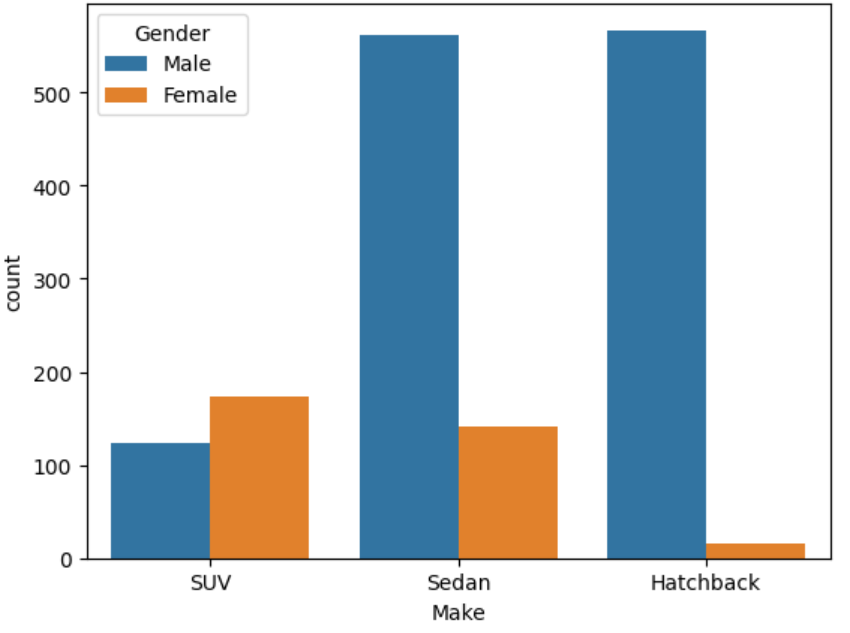 Gender
Male
Female
500
400
300
200
100
0
count
SUV Sedan Hatchback
Make